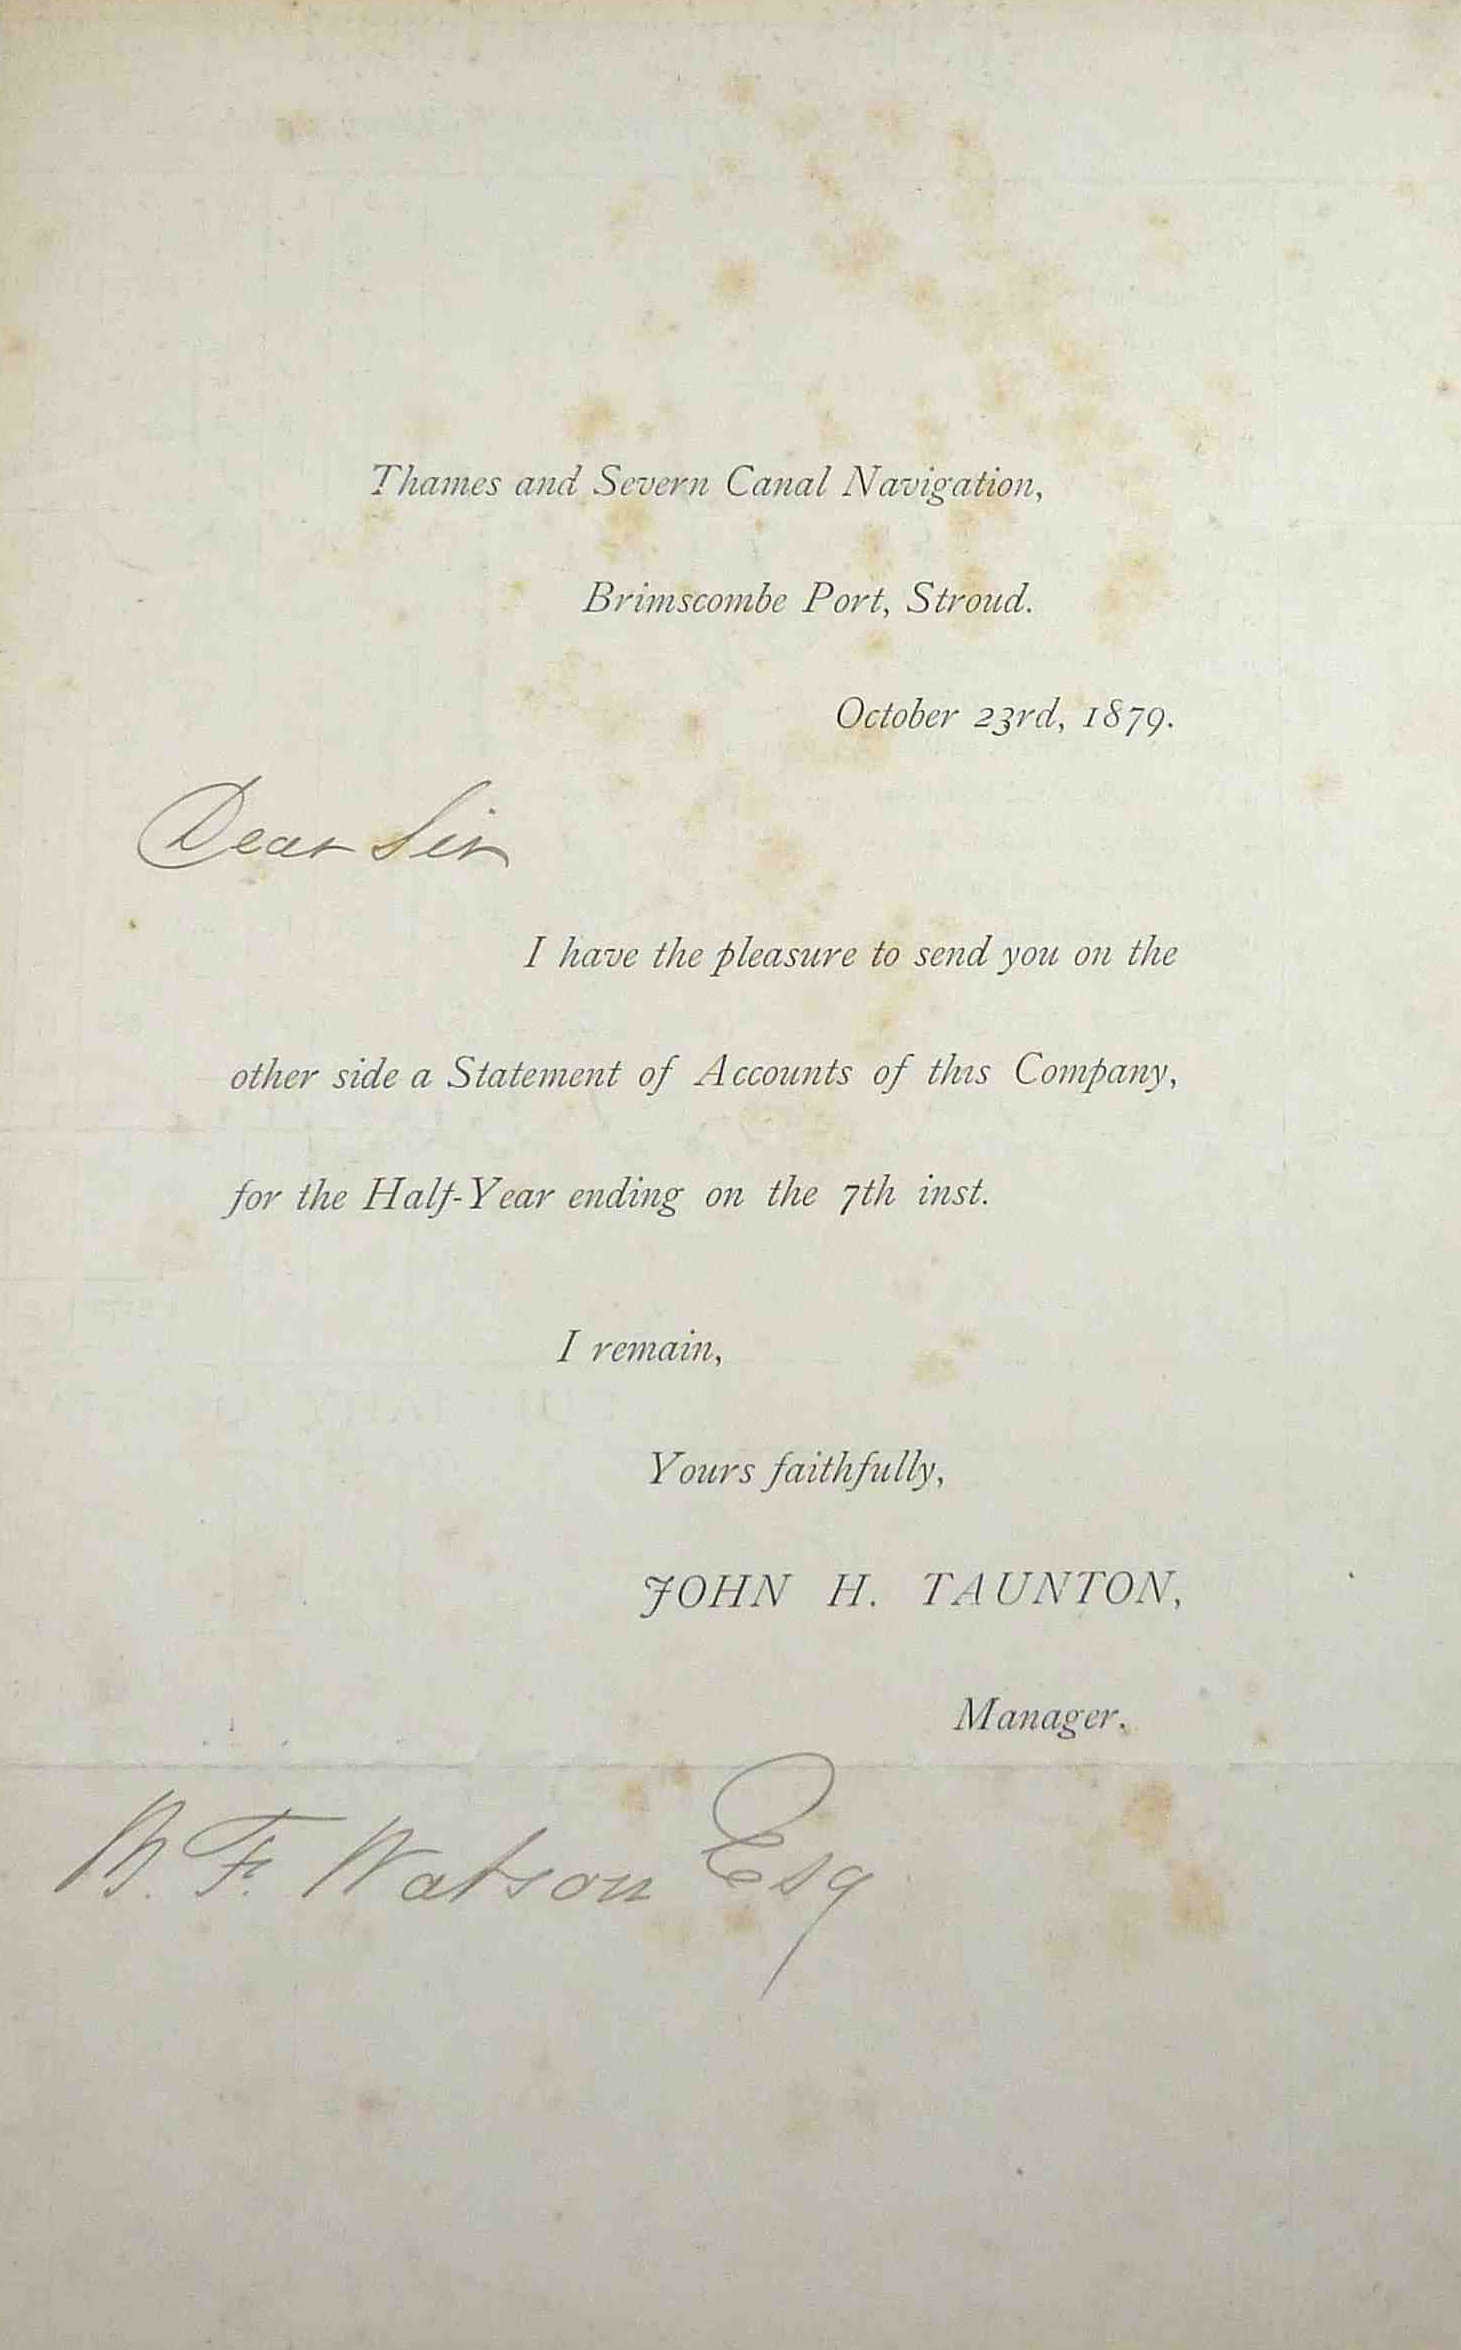 Thames and Severn Canal Navigation,
Brimscombe Port, Stroud.
October 23rd, 1879.
Dear Sir
I have the pleasure to send you on the
other side a Statement of Accounts of this Company,
for the Half-Year ending on the 7th inst.
I remain,
Yours faithfully,
JOHN H. TAUNTON,
Manager.
F. Watson Esq